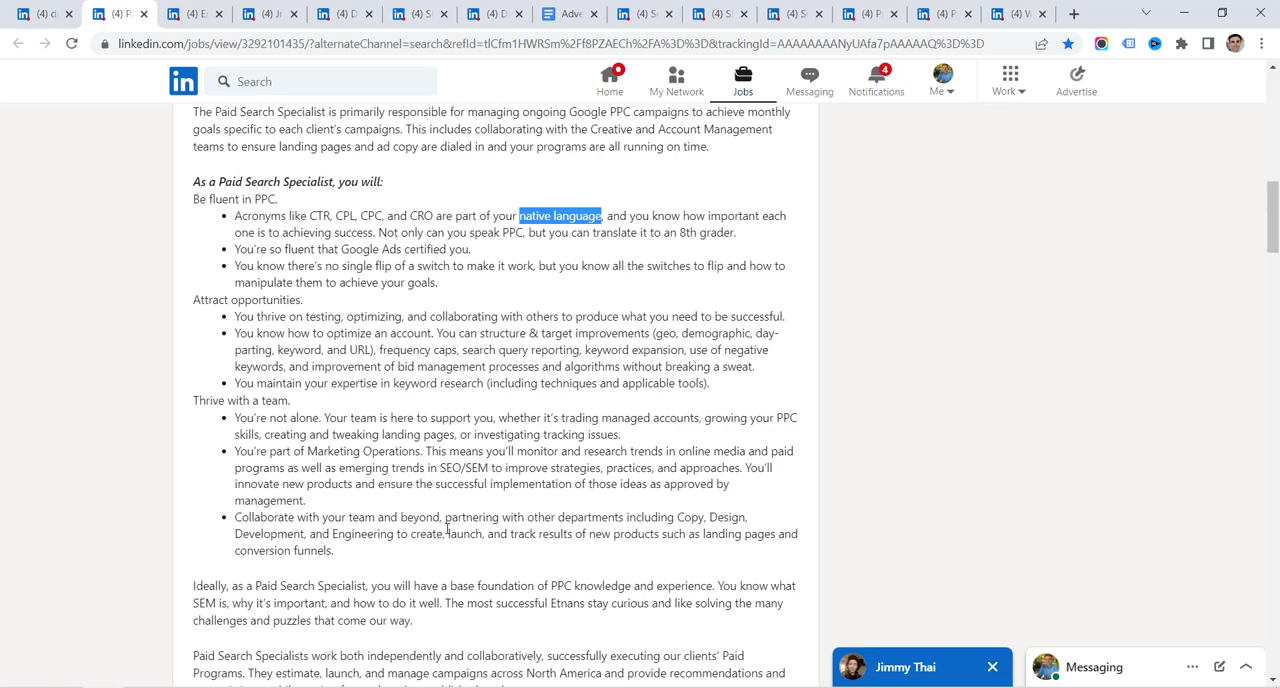 (4) d
(4) P
(4) E
(4) Jr
(4) D
(4) S
(4) D
Adve
(4) S
(4) S
(4) S
(4) P
(4) P
(4) W
linkedin.com/jobs/view/3292101435/?alternateChannel=search&refId=tlCfm1HWRSm%2Ff8PZAECh%2FA%3D%3D&trackingId=AAAAAAAANyUAfa7pAAAAAQ%3D%3D
in
Search
Home
My Network
Jobs
Messaging
4
Notifications
Me
Work
Advertise
The Paid Search Specialist is primarily responsible for managing ongoing Google PPC campaigns to achieve monthly
goals specific to each client's campaigns. This includes collaborating with the Creative and Account Management
teams to ensure landing pages and ad copy are dialed in and your programs are all running on time.
As a Paid Search Specialist, you will:
Be fluent in PPC.
• Acronyms like CTR, CPL, CPC, and CRO are part of your native language, and you know how important each
one is to achieving success. Not only can you speak PPC, but you can translate it to an 8th grader.
• You're so fluent that Google Ads certified you.
• You know there's no single flip of a switch to make it work, but you know all the switches to flip and how to
manipulate them to achieve your goals.
Attract opportunities.
• You thrive on testing, optimizing, and collaborating with others to produce what you need to be successful.
• You know how to optimize an account. You can structure & target improvements (geo, demographic, day-
parting, keyword, and URL), frequency caps, search query reporting, keyword expansion, use of negative
keywords, and improvement of bid management processes and algorithms without breaking a sweat.
• You maintain your expertise in keyword research (including techniques and applicable tools).
Thrive with a team.
• You're not alone. Your team is here to support you, whether it's trading managed accounts, growing your PPC
skills, creating and tweaking landing pages, or investigating tracking issues.
• You're part of Marketing Operations. This means you'll monitor and research trends in online media and paid
programs as well as emerging trends in SEO/SEM to improve strategies, practices, and approaches. You'll
innovate new products and ensure the successful implementation of those ideas as approved by
management.
• Collaborate with your team and beyond, partnering with other departments including Copy, Design,
Development, and Engineering to create, launch, and track results of new products such as landing pages and
conversion funnels.
Ideally, as a Paid Search Specialist, you will have a base foundation of PPC knowledge and experience. You know what
SEM is, why it's important, and how to do it well. The most successful Etnans stay curious and like solving the many
challenges and puzzles that come our way.
Paid Search Specialists work both independently and collaboratively, successfully executing our clients' Paid
Programs. They estimate, launch, and manage campaigns across North America and provide recommendations and
Jimmy Thai
Messaging